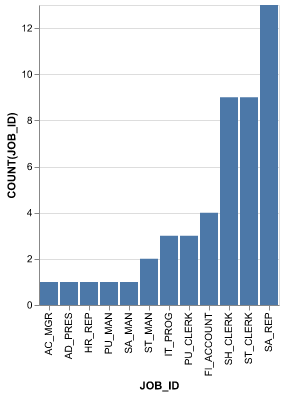 COUNT(JOB_ID)
12
10
8
6
4
2
0
AC_MGR
AD_PRES
HR_REP
PU_MAN
SA_MAN
ST_MAN
IT_PROG
PU_CLERK
FI_ACCOUNT
SH_CLERK
ST_CLERK
SA_REP
JOB_ID